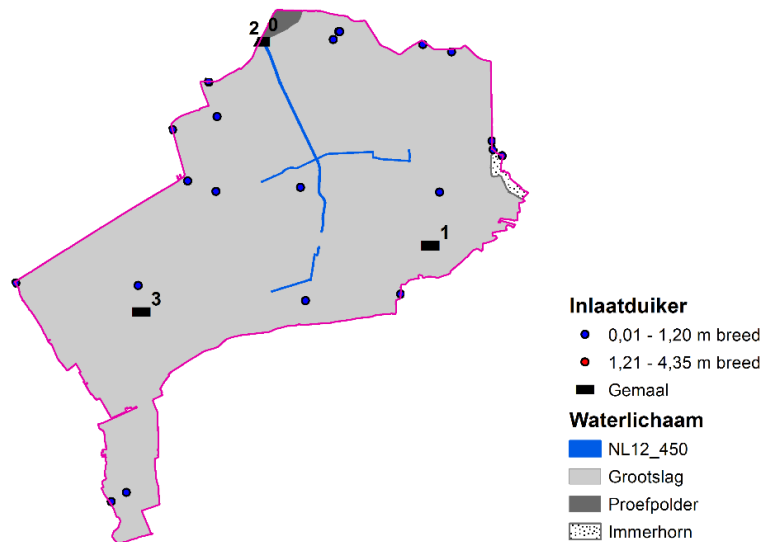 2 0
1
3
Inlaatduiker
0,01 - 1,20 m breed
1,21 - 4,35 m breed
Gemaal
Waterlichaam
NL12_450
Grootslag
Proefpolder
Immerhorn